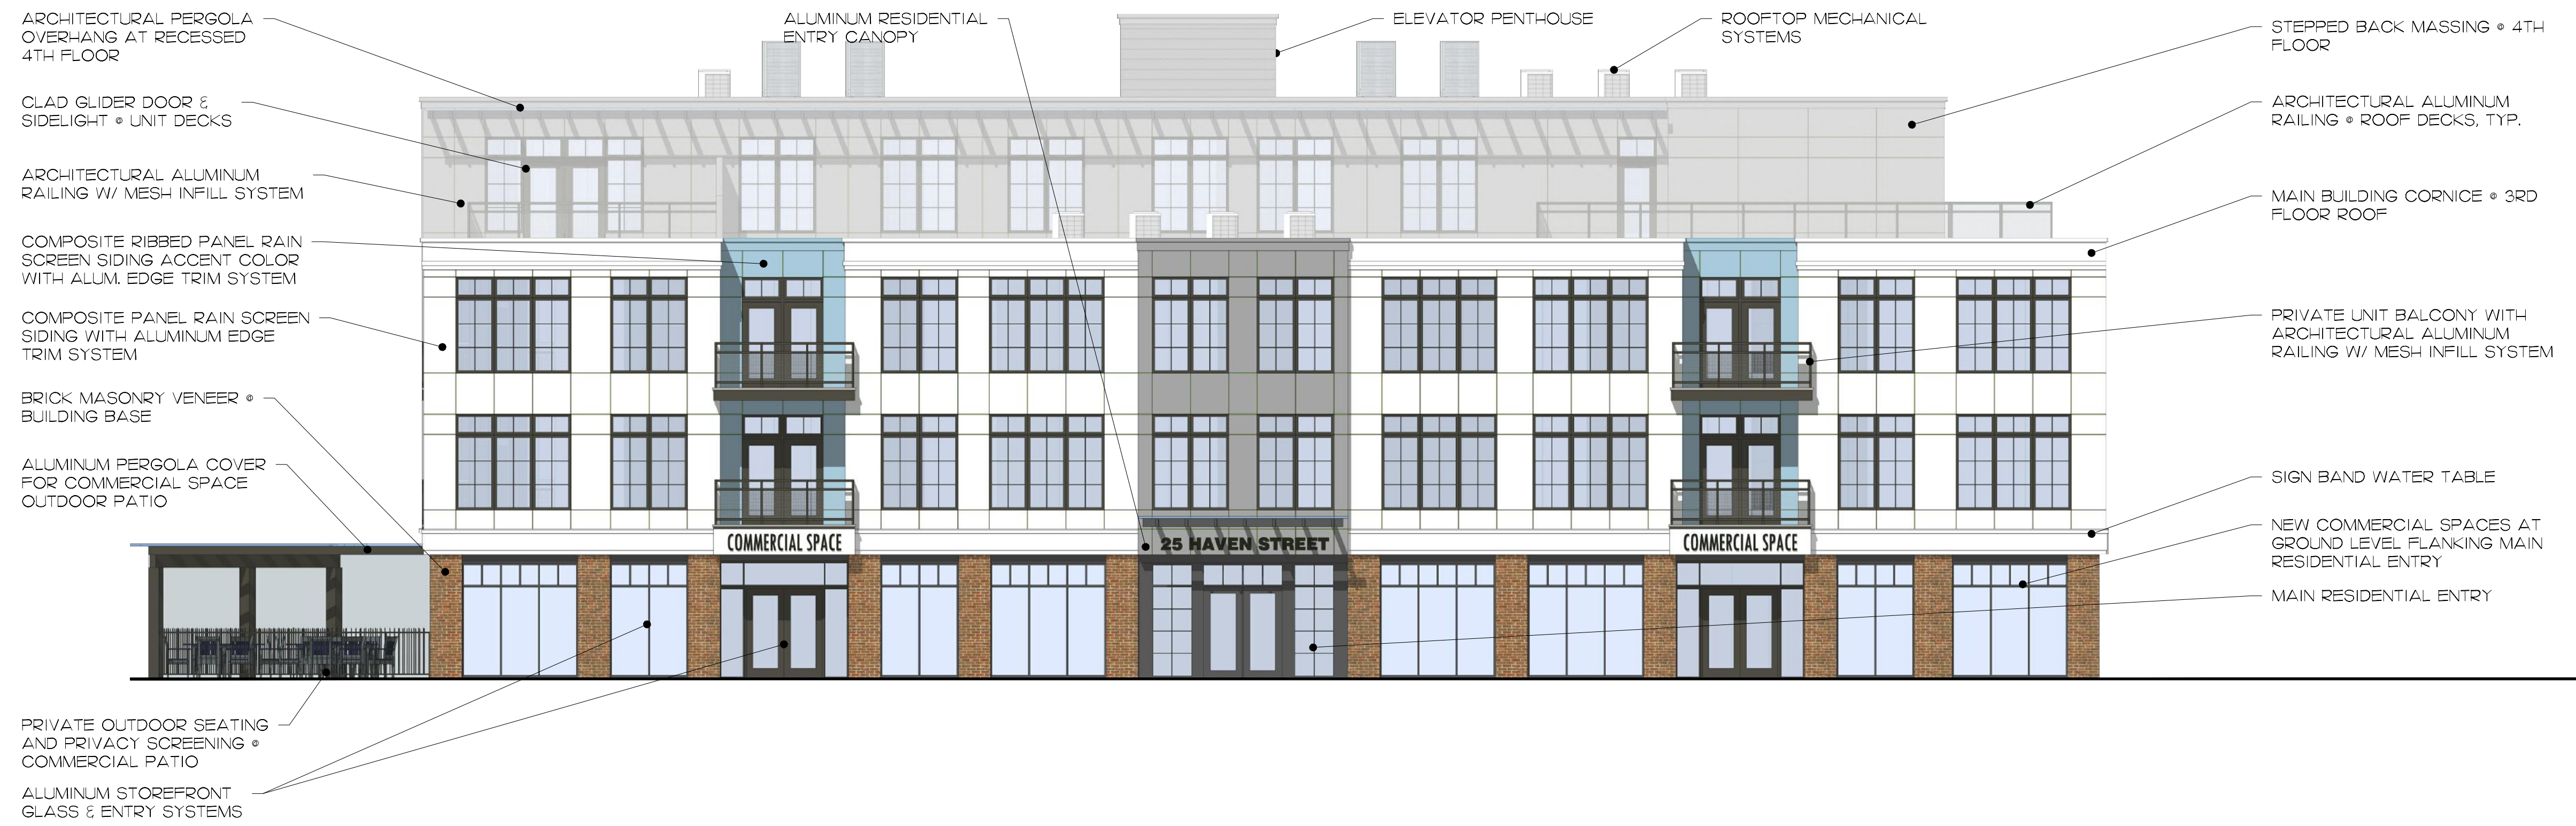 ARCHITECTURAL PERGOLA
OVERHANG AT RECESSED
4TH FLOOR
CLAD GLIDER DOOR &
SIDELIGHT @ UNIT DECKS
ARCHITECTURAL ALUMINUM
RAILING W/ MESH INFILL SYSTEM
COMPOSITE RIBBED PANEL RAIN
SCREEN SIDING ACCENT COLOR
WITH ALUM. EDGE TRIM SYSTEM
COMPOSITE PANEL RAIN SCREEN
SIDING WITH ALUMINUM EDGE
TRIM SYSTEM
BRICK MASONRY VENEER @
BUILDING BASE
ALUMINUM PERGOLA COVER
FOR COMMERCIAL SPACE
OUTDOOR PATIO
PRIVATE OUTDOOR SEATING
AND PRIVACY SCREENING @
COMMERCIAL PATIO
ALUMINUM STOREFRONT
GLASS & ENTRY SYSTEMS
ALUMINUM RESIDENTIAL
ENTRY CANOPY
ELEVATOR PENTHOUSE
ROOFTOP MECHANICAL
SYSTEMS
COMMERCIAL SPACE
25 HAVEN STREET
COMMERCIAL SPACE
STEPPED BACK MASSING @ 4TH
FLOOR
ARCHITECTURAL ALUMINUM
RAILING @ ROOF DECKS, TYP.
MAIN BUILDING CORNICE @ 3RD
FLOOR ROOF
PRIVATE UNIT BALCONY WITH
ARCHITECTURAL ALUMINUM
RAILING W/ MESH INFILL SYSTEM
SIGN BAND WATER TABLE
NEW COMMERCIAL SPACES AT
GROUND LEVEL FLANKING MAIN
RESIDENTIAL ENTRY
MAIN RESIDENTIAL ENTRY